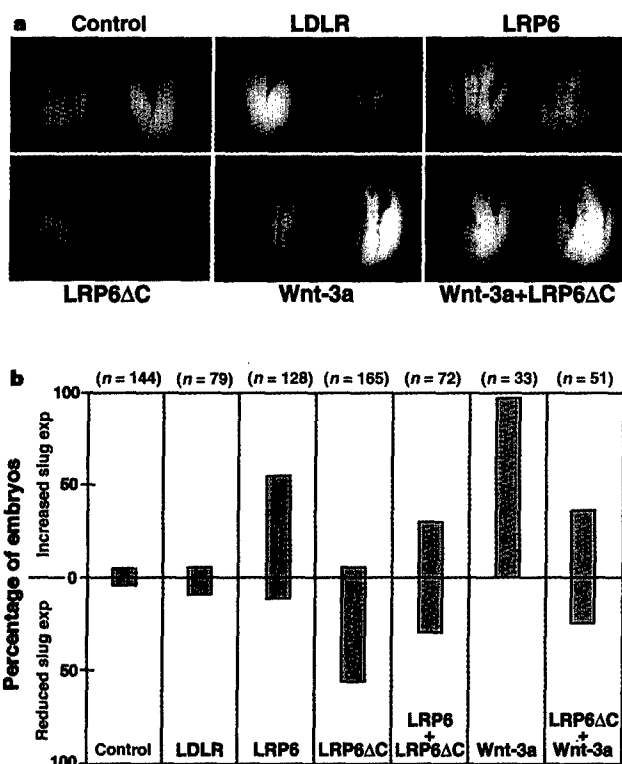 a
Control LDLR LRP6
LRP6ΔC Wnt-3a Wnt-3a+LRP6ΔC
b
(n = 144) (n = 79) (n = 128) (n = 165) (n = 72) (n = 33) (n = 51)
100
50
0
50
100
Percentage of embryos
Increased slug exp
Reduced slug exp
Control
LDLR
LRP6
LRP6ΔC
LRP6
+
LRP6ΔC
Wnt-3a
LRP6ΔC
+
Wnt-3a